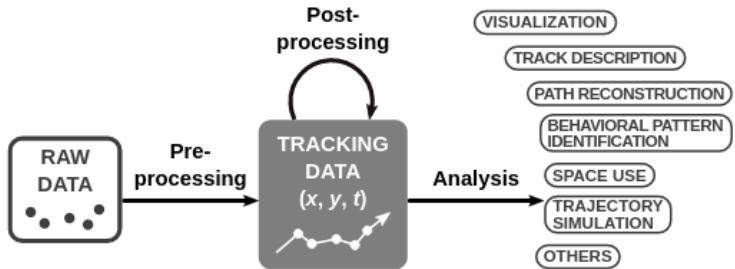 Post-
processing
VISUALIZATION
TRACK DESCRIPTION
PATH RECONSTRUCTION
BEHAVIORAL PATTERN
IDENTIFICATION
RAW
DATA
Pre-
processing
TRACKING
DATA
(x, y, t)
Analysis
SPACE USE
TRAJECTORY
SIMULATION
OTHERS